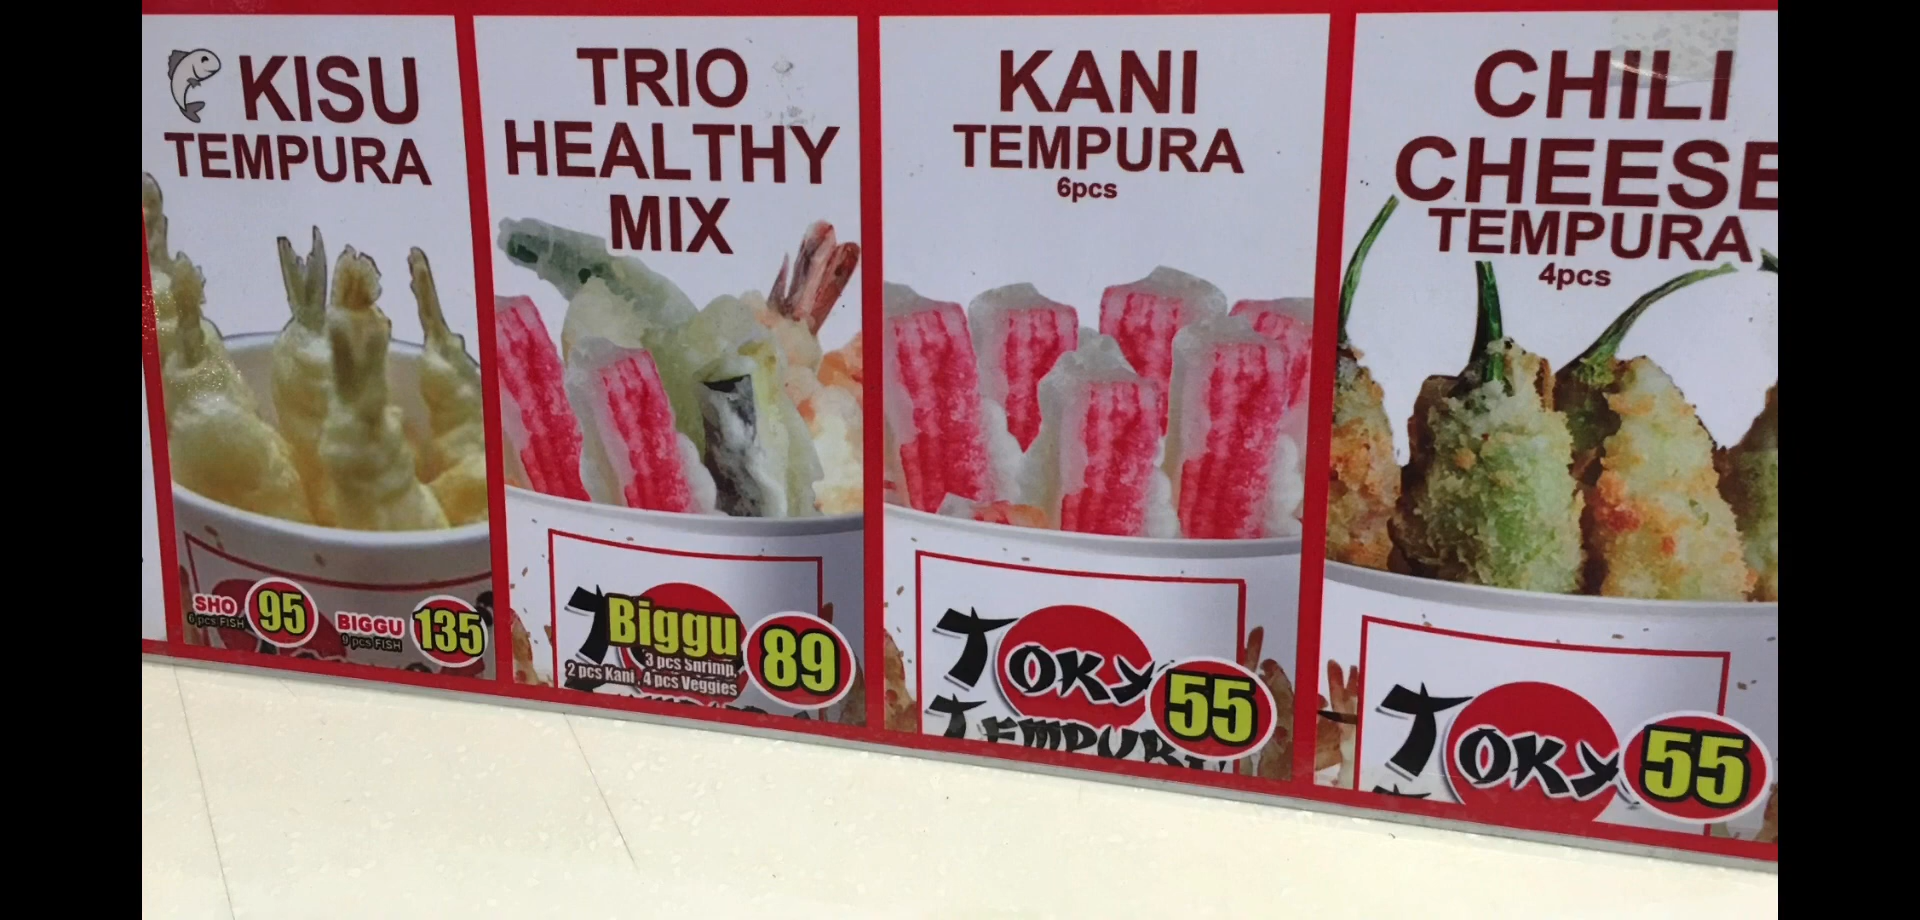 KISU
TEMPURA
SHO
6 pcs FISH
95
BIGGU
9 pcs FISH
135
TRIO
HEALTHY
MIX
Biggu
3 pcs Shrimp,
2 pcs Kani, 4 pcs Veggies
89
KANI
TEMPURA
6pcs
TOKY
TEMPUR
55
CHILI
CHEESE
TEMPURA
4pcs
TOKY
55